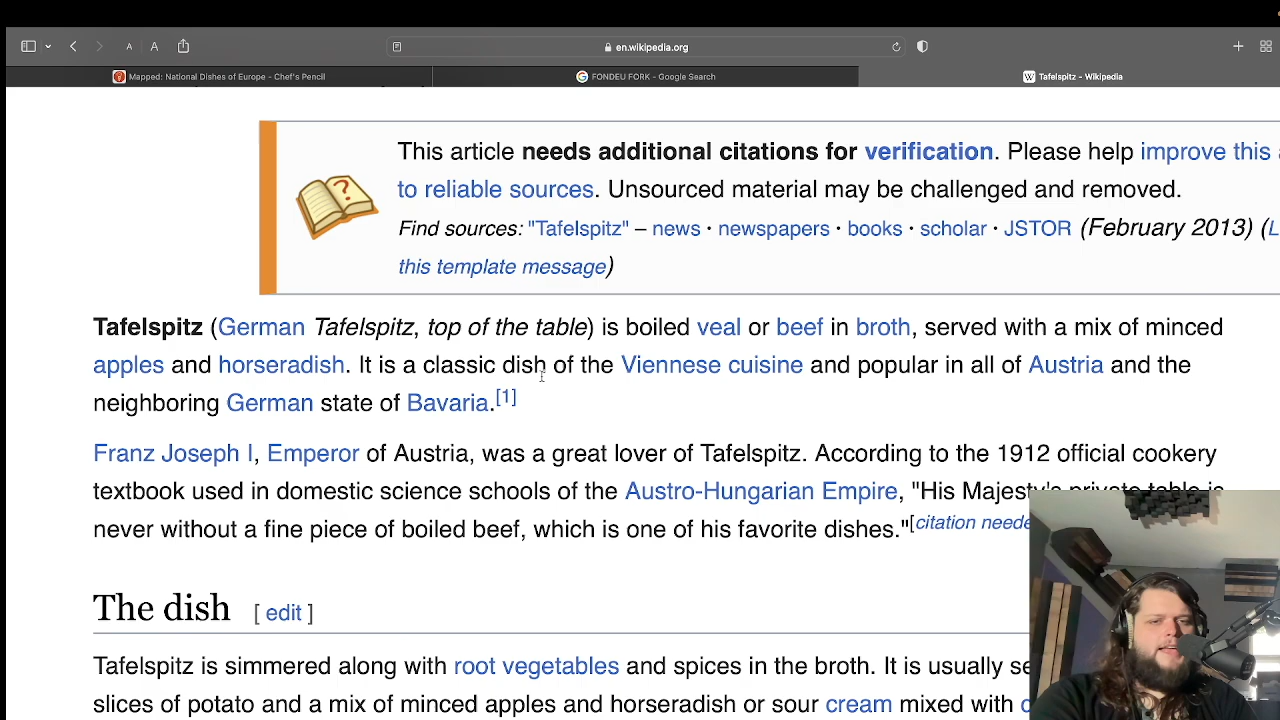 A A en.wikipedia.org
Mapped: National Dishes of Europe - Chef's Pencil FONDEU FORK - Google Search W Tafelspitz - Wikipedia
This article needs additional citations for verification. Please help improve this
to reliable sources. Unsourced material may be challenged and removed.
Find sources: "Tafelspitz" – news · newspapers · books · scholar · JSTOR (February 2013) (
this template message)
Tafelspitz (German Tafelspitz, top of the table) is boiled veal or beef in broth, served with a mix of minced
apples and horseradish. It is a classic dish of the Viennese cuisine and popular in all of Austria and the
neighboring German state of Bavaria.[1]
Franz Joseph I, Emperor of Austria, was a great lover of Tafelspitz. According to the 1912 official cookery
textbook used in domestic science schools of the Austro-Hungarian Empire, "His Majesty's private table is
never without a fine piece of boiled beef, which is one of his favorite dishes."[citation neede
The dish [ edit ]
Tafelspitz is simmered along with root vegetables and spices in the broth. It is usually se
slices of potato and a mix of minced apples and horseradish or sour cream mixed with